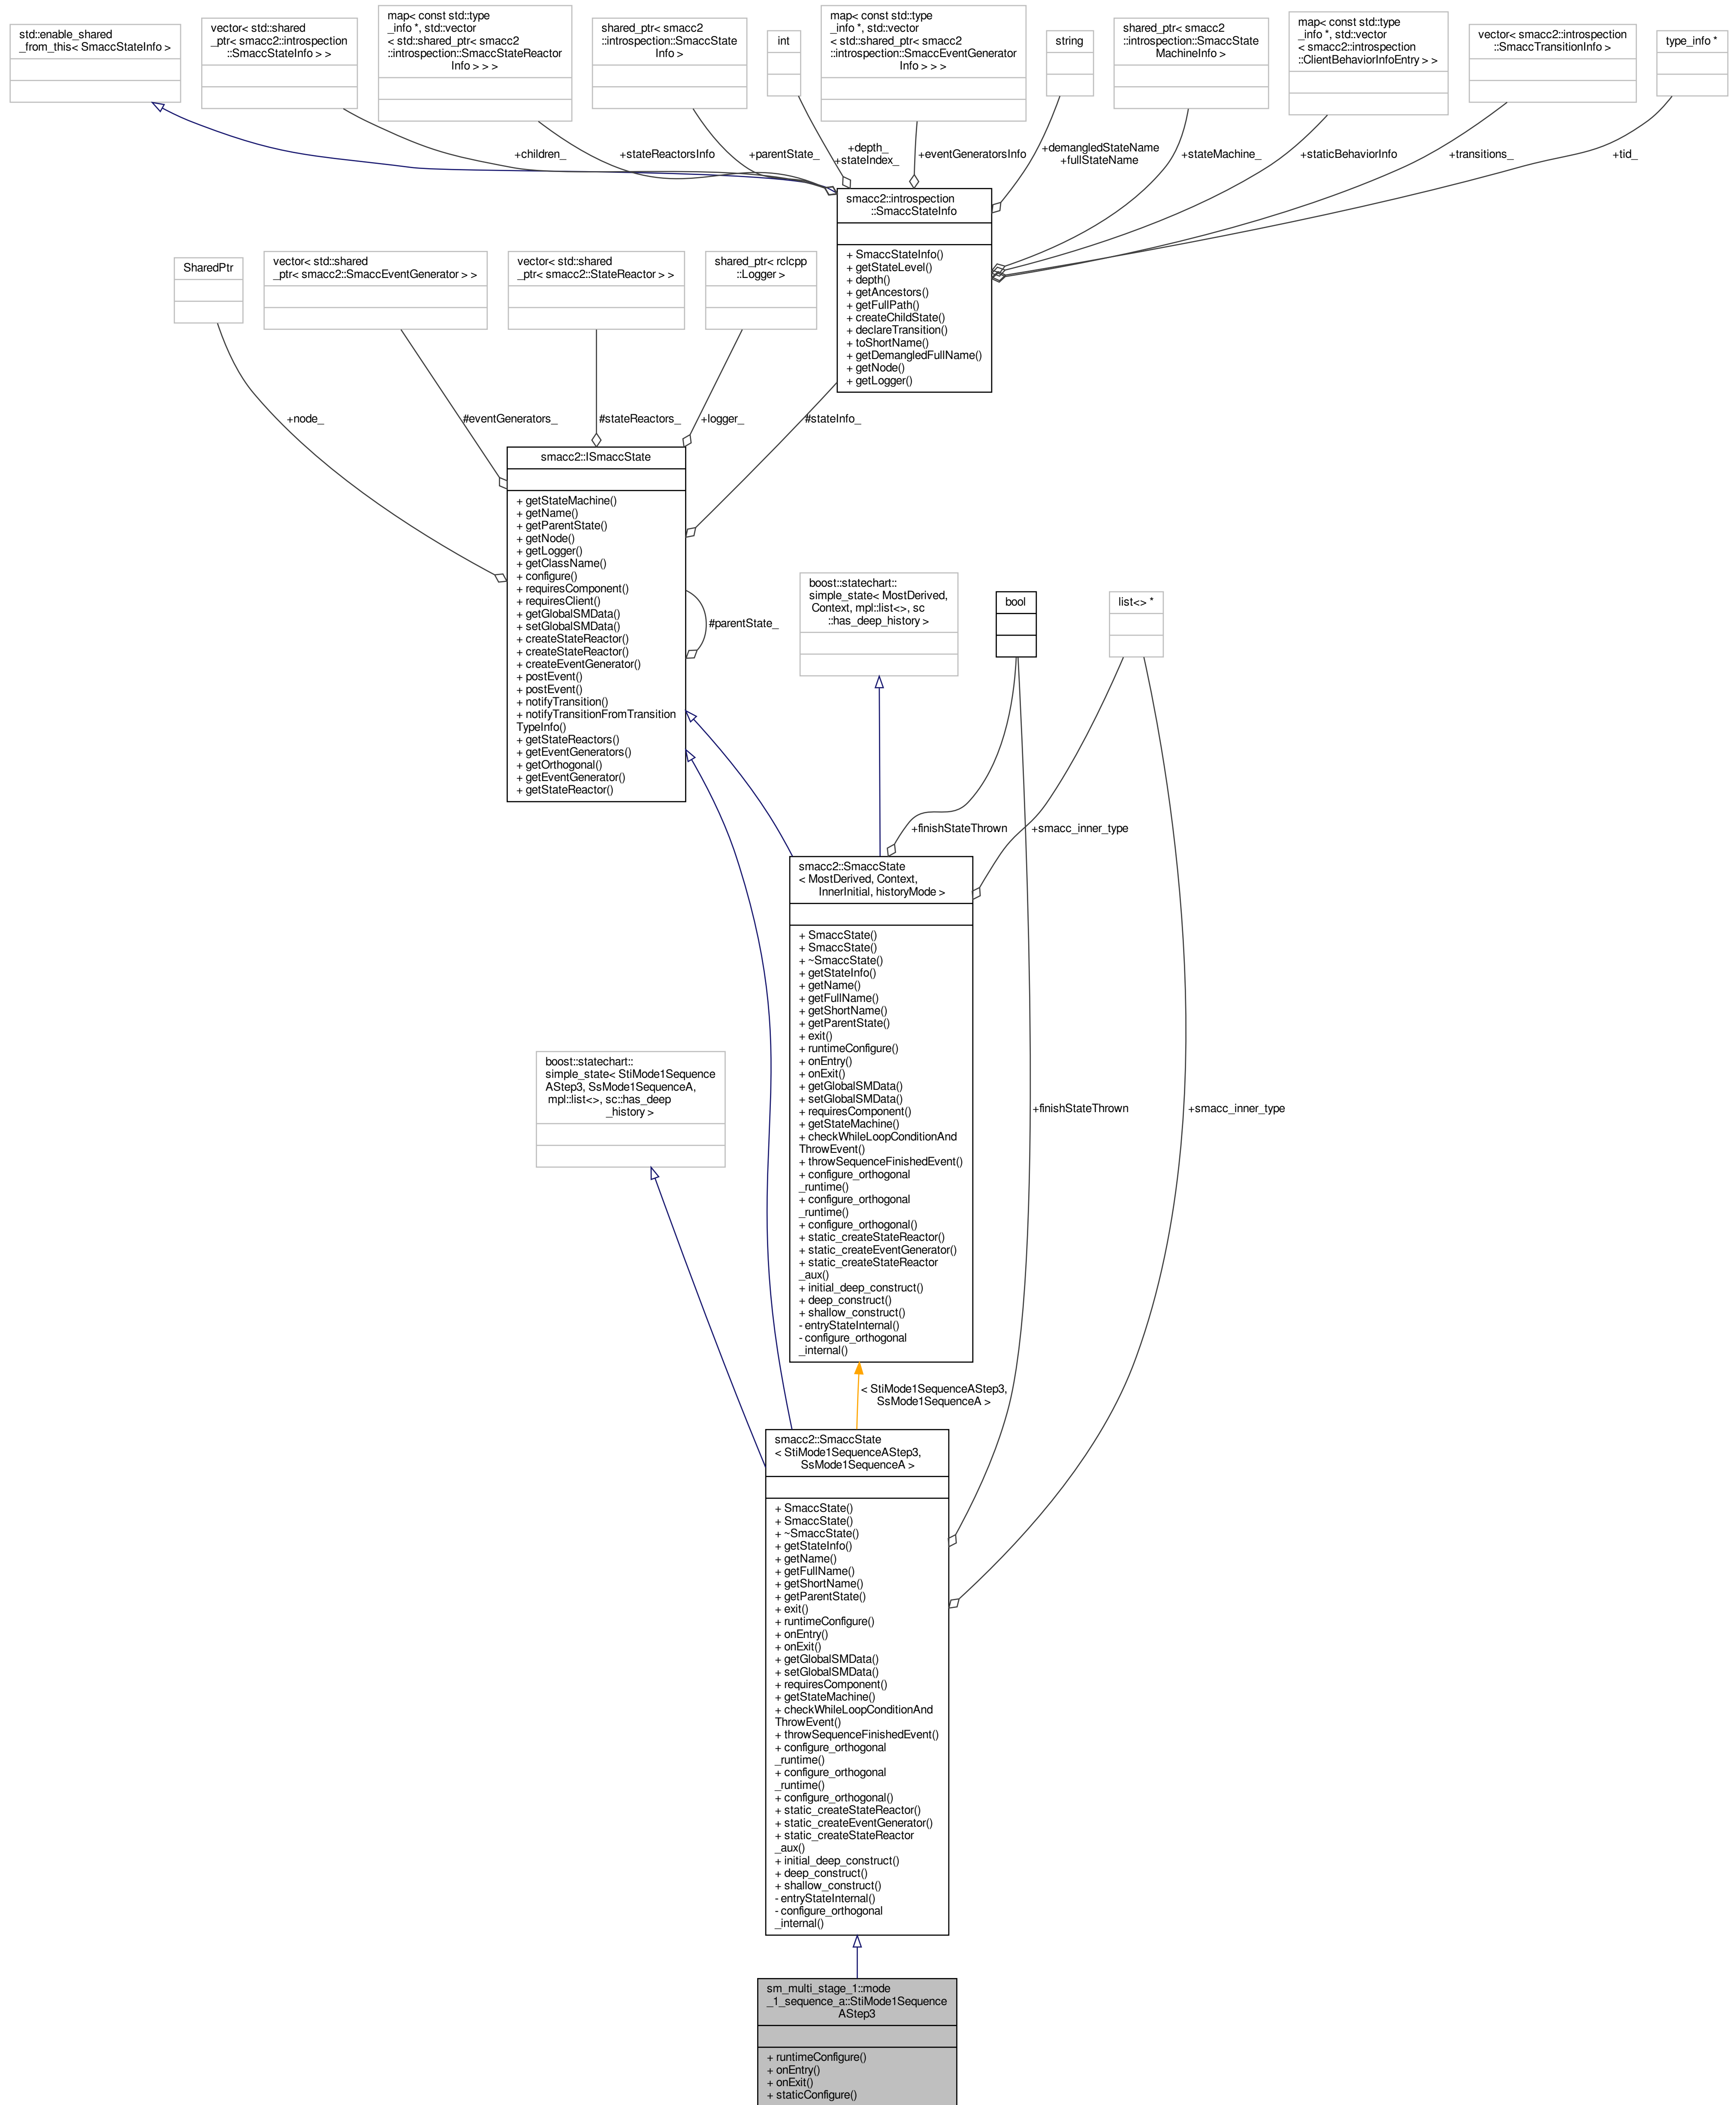 std::enable_shared
_from_this< SmaccStateInfo >
vector< std::shared
_ptr< smacc2::introspection
::SmaccStateInfo > >
map< const std::type
_info *, std::vector
< std::shared_ptr< smacc2
::introspection::SmaccStateReactor
Info > > >
shared_ptr< smacc2
::introspection::SmaccState
Info >
int
map< const std::type
_info *, std::vector
< std::shared_ptr< smacc2
::introspection::SmaccEventGenerator
Info > > >
string
shared_ptr< smacc2
::introspection::SmaccState
MachineInfo >
map< const std::type
_info *, std::vector
< smacc2::introspection
::ClientBehaviorInfoEntry > >
vector< smacc2::introspection
::SmaccTransitionInfo >
type_info *
+children_
+stateReactorsInfo
+parentState_
+depth_
+stateIndex_
+eventGeneratorsInfo
+demangledStateName
+fullStateName
+stateMachine_
+staticBehaviorInfo
+transitions_
+tid_
smacc2::introspection
::SmaccStateInfo
+ SmaccStateInfo()
+ getStateLevel()
+ depth()
+ getAncestors()
+ getFullPath()
+ createChildState()
+ declareTransition()
+ toShortName()
+ getDemangledFullName()
+ getNode()
+ getLogger()
SharedPtr
vector< std::shared
_ptr< smacc2::SmaccEventGenerator > >
vector< std::shared
_ptr< smacc2::StateReactor > >
shared_ptr< rclcpp
::Logger >
+node_
#eventGenerators_
#stateReactors_
+logger_
#stateInfo_
smacc2::ISmaccState
+ getStateMachine()
+ getName()
+ getParentState()
+ getNode()
+ getLogger()
+ getClassName()
+ configure()
+ requiresComponent()
+ requiresClient()
+ getGlobalSMData()
+ setGlobalSMData()
+ createStateReactor()
+ createStateReactor()
+ createEventGenerator()
+ postEvent()
+ postEvent()
+ notifyTransition()
+ notifyTransitionFromTransition
TypeInfo()
+ getStateReactors()
+ getEventGenerators()
+ getOrthogonal()
+ getEventGenerator()
+ getStateReactor()
#parentState_
boost::statechart::
simple_state< MostDerived,
Context, mpl::list<>, sc
::has_deep_history >
bool
list<> *
+finishStateThrown
+smacc_inner_type
smacc2::SmaccState
< MostDerived, Context,
InnerInitial, historyMode >
+ SmaccState()
+ SmaccState()
+ ~SmaccState()
+ getStateInfo()
+ getName()
+ getFullName()
+ getShortName()
+ getParentState()
+ exit()
+ runtimeConfigure()
+ onEntry()
+ onExit()
+ getGlobalSMData()
+ setGlobalSMData()
+ requiresComponent()
+ getStateMachine()
+ checkWhileLoopConditionAnd
ThrowEvent()
+ throwSequenceFinishedEvent()
+ configure_orthogonal
_runtime()
+ configure_orthogonal
_runtime()
+ configure_orthogonal()
+ static_createStateReactor()
+ static_createEventGenerator()
+ static_createStateReactor
_aux()
+ initial_deep_construct()
+ deep_construct()
+ shallow_construct()
- entryStateInternal()
- configure_orthogonal
_internal()
boost::statechart::
simple_state< StiMode1Sequence
AStep3, SsMode1SequenceA,
mpl::list<>, sc::has_deep
_history >
+finishStateThrown
+smacc_inner_type
< StiMode1SequenceAStep3,
SsMode1SequenceA >
smacc2::SmaccState
< StiMode1SequenceAStep3,
SsMode1SequenceA >
+ SmaccState()
+ SmaccState()
+ ~SmaccState()
+ getStateInfo()
+ getName()
+ getFullName()
+ getShortName()
+ getParentState()
+ exit()
+ runtimeConfigure()
+ onEntry()
+ onExit()
+ getGlobalSMData()
+ setGlobalSMData()
+ requiresComponent()
+ getStateMachine()
+ checkWhileLoopConditionAnd
ThrowEvent()
+ throwSequenceFinishedEvent()
+ configure_orthogonal
_runtime()
+ configure_orthogonal
_runtime()
+ configure_orthogonal()
+ static_createStateReactor()
+ static_createEventGenerator()
+ static_createStateReactor
_aux()
+ initial_deep_construct()
+ deep_construct()
+ shallow_construct()
- entryStateInternal()
- configure_orthogonal
_internal()
sm_multi_stage_1::mode
_1_sequence_a::StiMode1Sequence
AStep3
+ runtimeConfigure()
+ onEntry()
+ onExit()
+ staticConfigure()